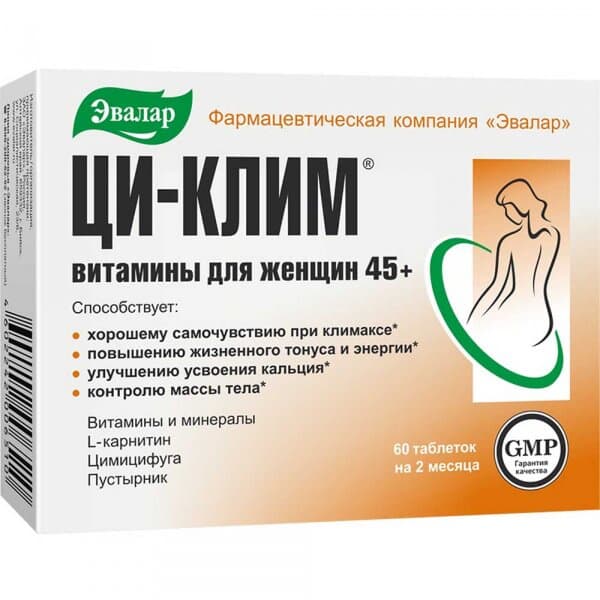 Эвалар
Фармацевтическая компания «Эвалар»
ЦИ-КЛИМ®
витамины для женщин 45+
Способствует:
• хорошему самочувствию при климаксе*
• повышению жизненного тонуса и энергии*
• улучшению усвоения кальция*
• контролю массы тела*
Витамины и минералы
L-карнитин
Цимицифуга
Пустырник
60 таблеток
на 2 месяца
GMP
Гарантия
качества